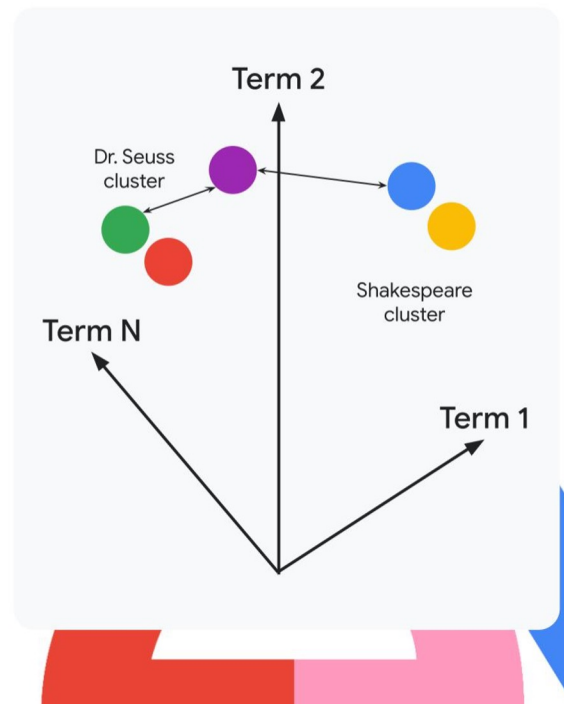 Term 2
Dr. Seuss
cluster
Shakespeare
cluster
Term N
Term 1